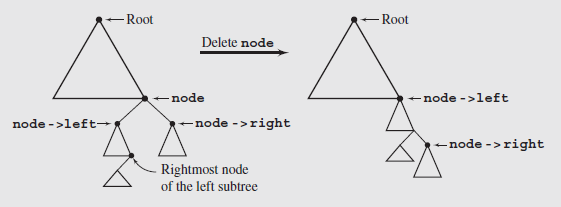 Root
Delete node
node
node->left
node->right
Rightmost node
of the left subtree
Root
node->left
node->right